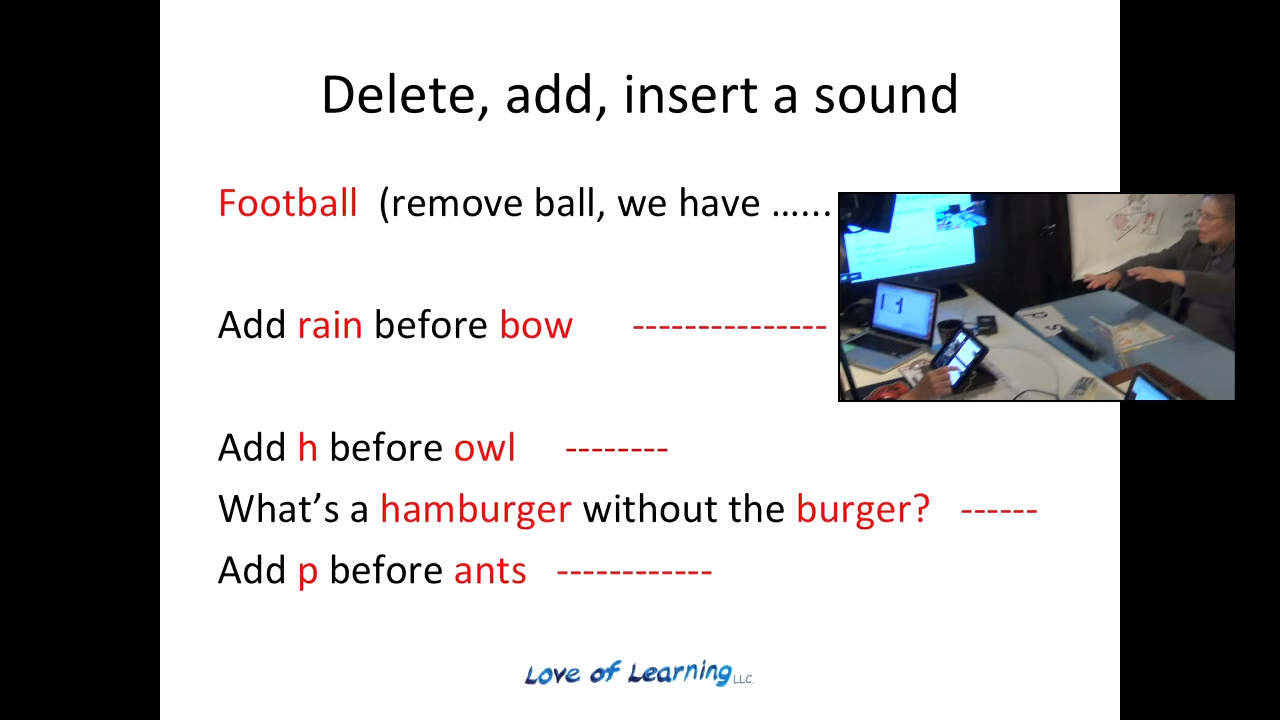 Delete, add, insert a sound
Football (remove ball, we have ......
Add rain before bow ---------------
Add h before owl --------
What's a hamburger without the burger? ------
Add p before ants ------------
Love of Learning LLC.